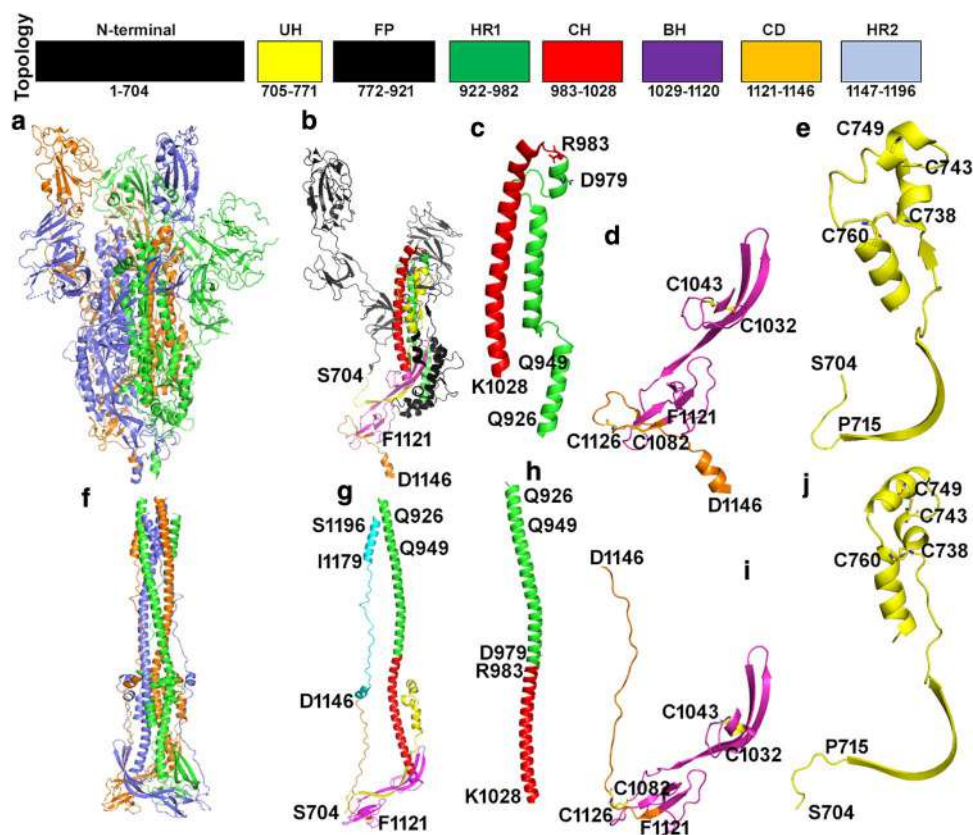 Topology
N-terminal UH FP HR1 CH BH CD HR2
1-704 705-771 772-921 922-982 983-1028 1029-1120 1121-1146 1147-1196
a
b
S704
F1121
D1146
c
R983
D979
Q949
K1028
Q926
d
C1043
C1032
F1121
C1126 C1082
D1146
e
C749
C743
C738
C760
S704
P715
f
g
S1196 Q926
I1179 Q949
D1146
S704
F1121
h
Q926
Q949
D979
R983
K1028
i
D1146
C1043
C1032
C1082
C1126 F1121
j
C749
C743
C760 C738
P715
S704